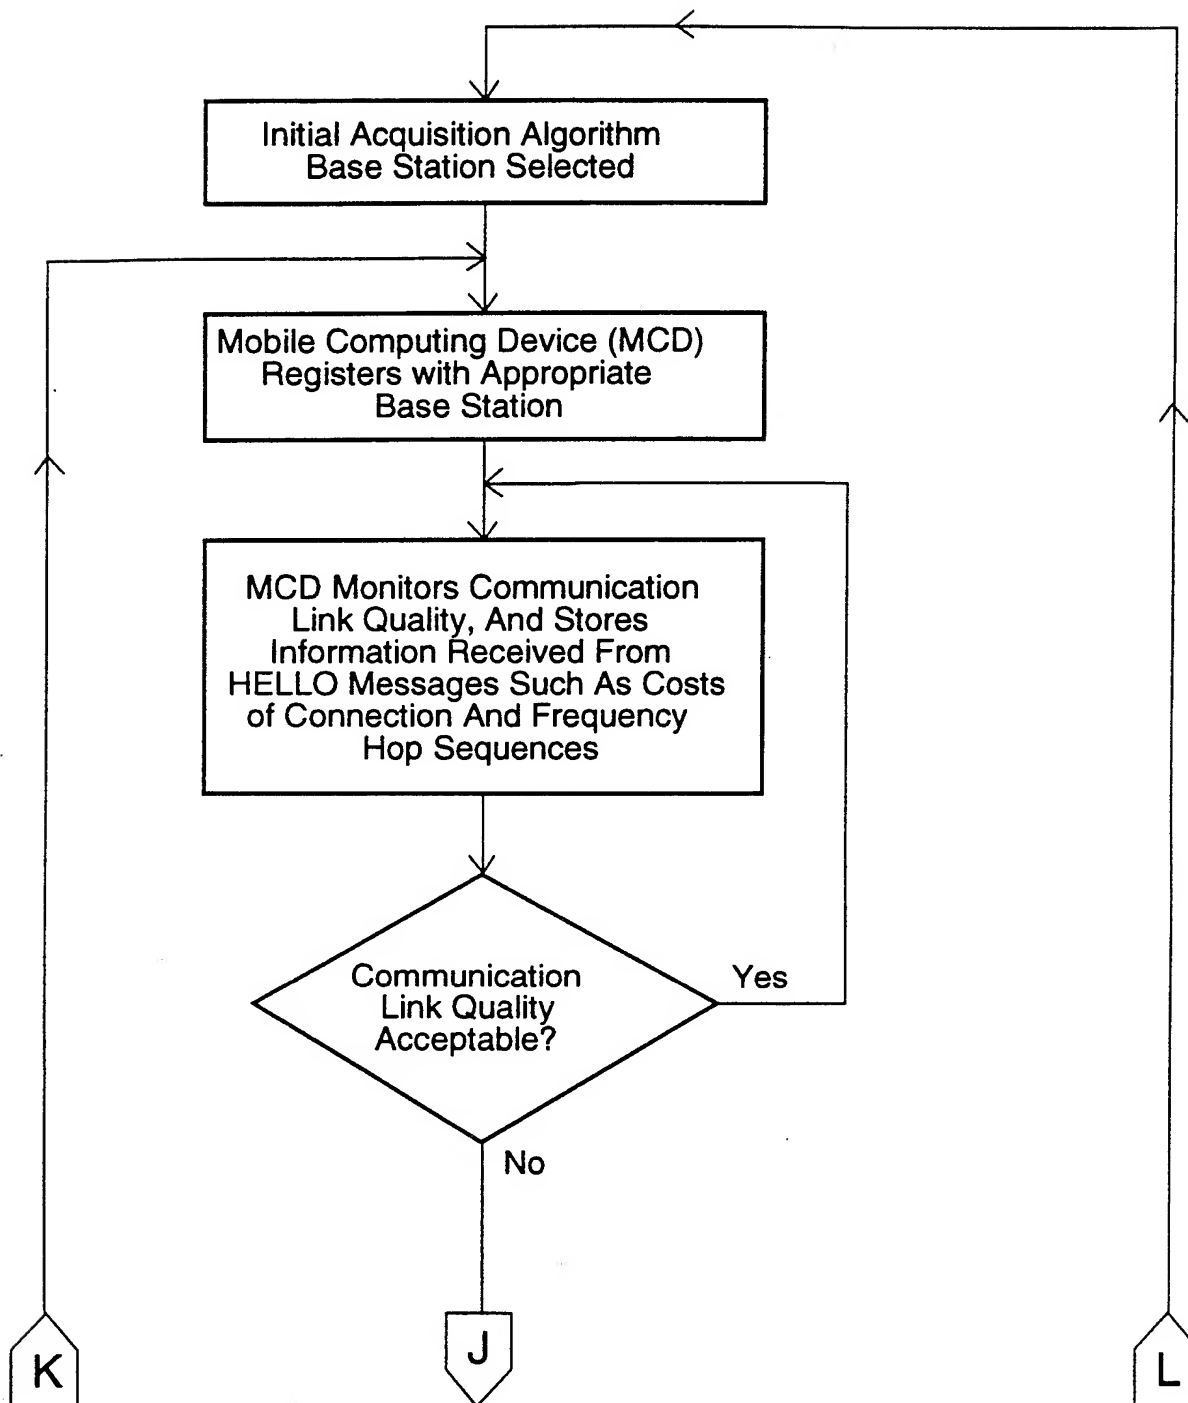 Initial Acquisition Algorithm
Base Station Selected
Mobile Computing Device (MCD)
Registers with Appropriate
Base Station
MCD Monitors Communication
Link Quality, And Stores
Information Received From
HELLO Messages Such As Costs
of Connection And Frequency
Hop Sequences
Communication
Link Quality
Acceptable?
Yes
No
K
J
L